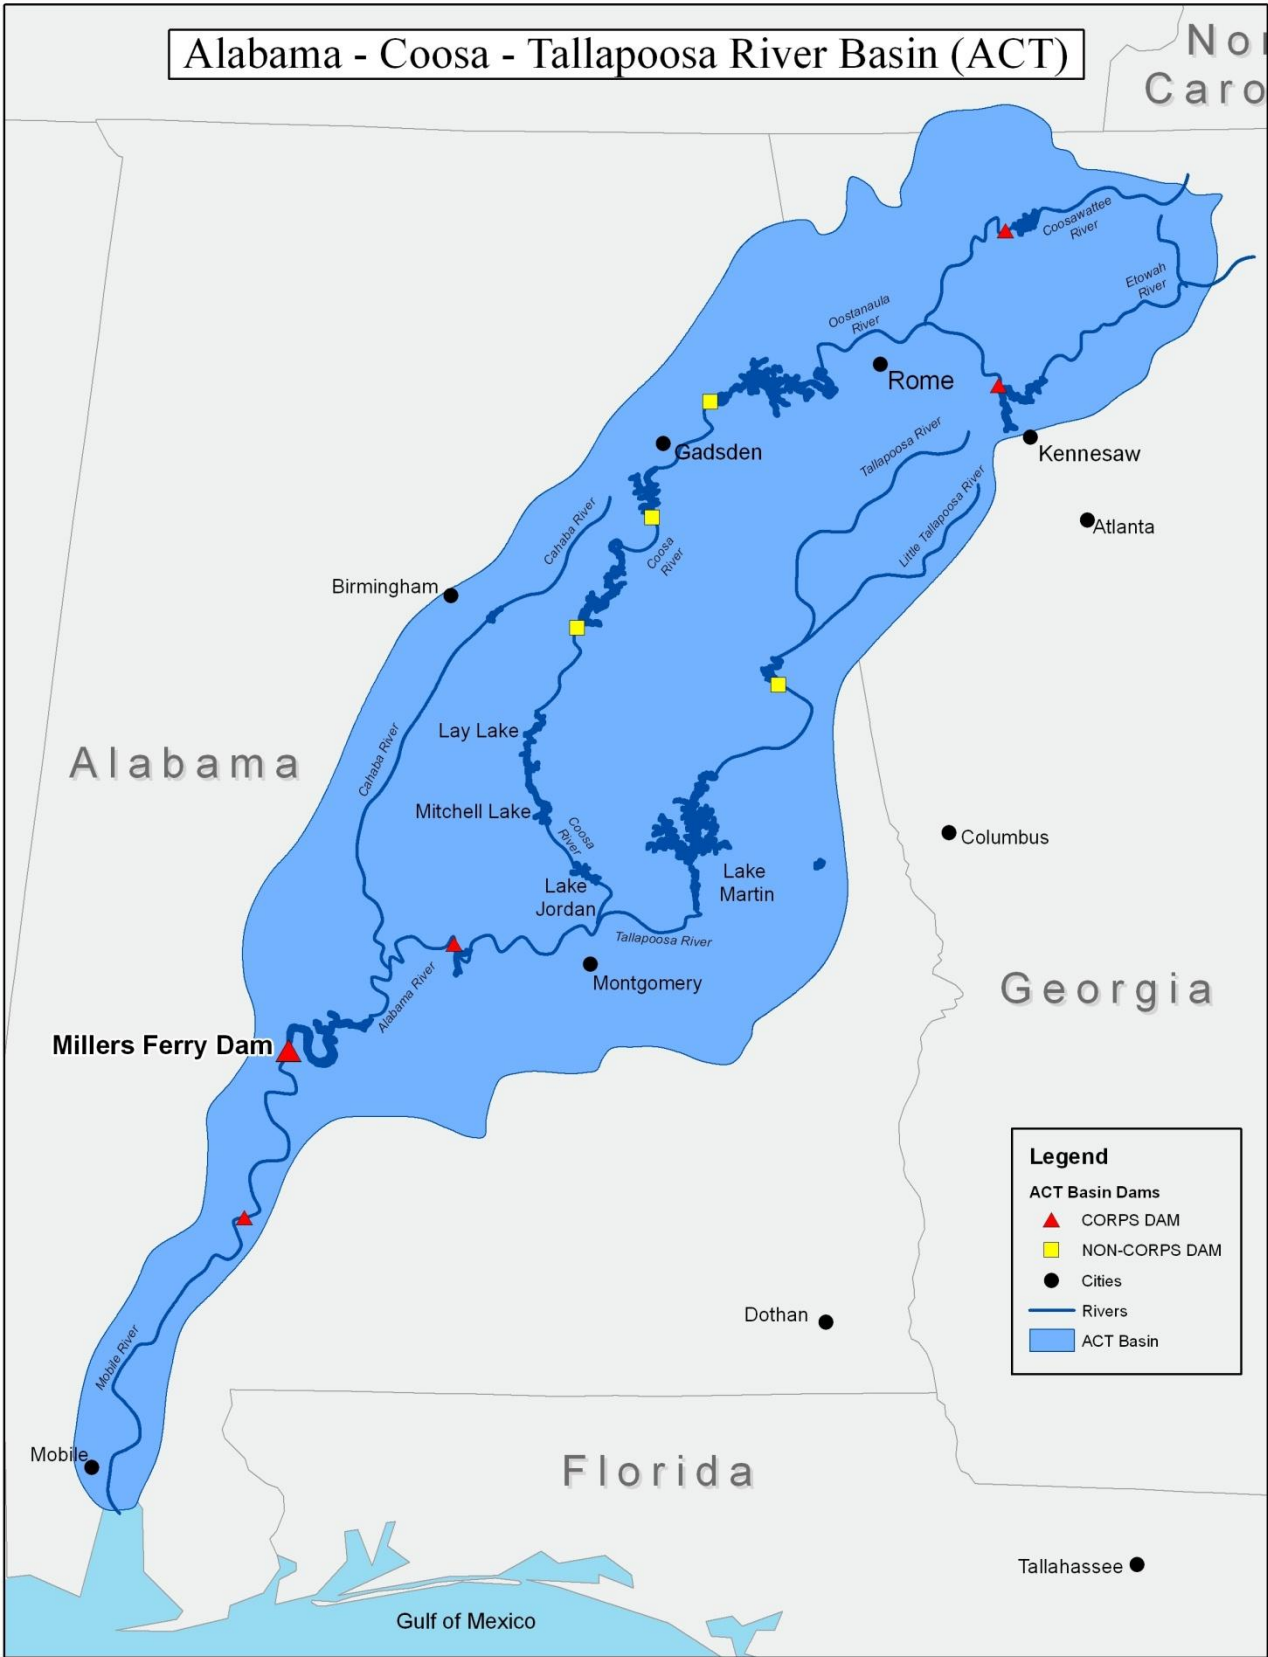 Alabama - Coosa - Tallapoosa River Basin (ACT)
Nor
Caro
Coosawattee
River
Etowah
River
Oostanaula
River
Rome
Tallapoosa River
Kennesaw
Gadsden
Little Tallapoosa River
Cahaba River
Atlanta
Coosa
River
Birmingham
Lay Lake
Cahaba River
Alabama
Mitchell Lake
Coosa
River
Columbus
Lake
Martin
Lake
Jordan
Tallapoosa River
Montgomery
Alabama River
Georgia
Millers Ferry Dam
Legend
ACT Basin Dams
CORPS DAM
NON-CORPS DAM
Cities
Rivers
ACT Basin
Dothan
Mobile River
Mobile
Florida
Tallahassee
Gulf of Mexico